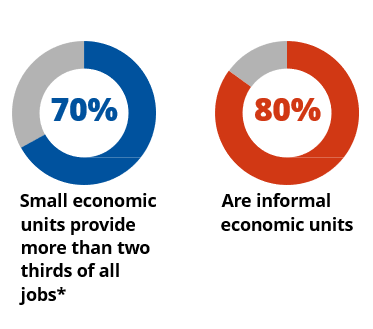 70%
80%
Small economic
units provide
more than two
thirds of all
jobs*
Are informal
economic units